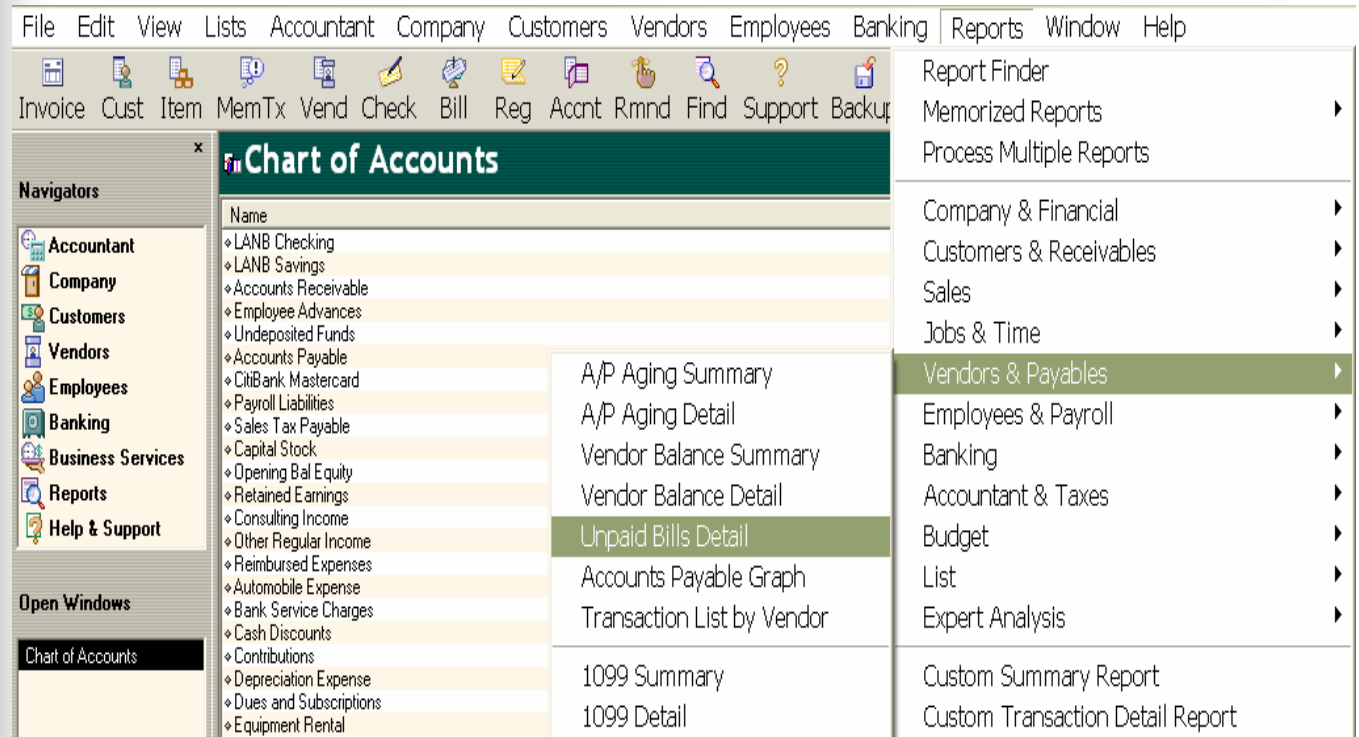 File Edit View Lists Accountant Company Customers Vendors Employees Banking Reports Window Help
Invoice Cust Item MemTx Vend Check Bill Reg Accnt Rmnd Find Support Backup
Navigators
Accountant
Company
Customers
Vendors
Employees
Banking
Business Services
Reports
Help & Support
Open Windows
Chart of Accounts
Chart of Accounts
Name
LANB Checking
LANB Savings
Accounts Receivable
Employee Advances
Undeposited Funds
Accounts Payable
CitiBank Mastercard
Payroll Liabilities
Sales Tax Payable
Capital Stock
Opening Bal Equity
Retained Earnings
Consulting Income
Other Regular Income
Reimbursed Expenses
Automobile Expense
Bank Service Charges
Cash Discounts
Contributions
Depreciation Expense
Dues and Subscriptions
Equipment Rental
A/P Aging Summary
A/P Aging Detail
Vendor Balance Summary
Vendor Balance Detail
Unpaid Bills Detail
Accounts Payable Graph
Transaction List by Vendor
1099 Summary
1099 Detail
Report Finder
Memorized Reports
Process Multiple Reports
Company & Financial
Customers & Receivables
Sales
Jobs & Time
Vendors & Payables
Employees & Payroll
Banking
Accountant & Taxes
Budget
List
Expert Analysis
Custom Summary Report
Custom Transaction Detail Report